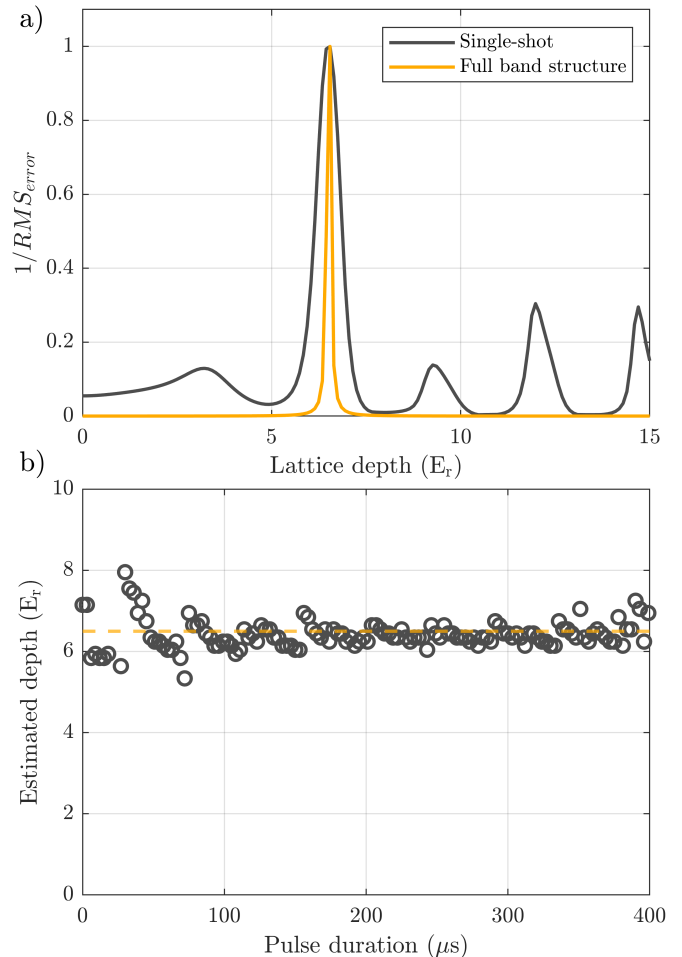 a)
1
0.8
0.6
0.4
0.2
0
1/RMS_error
Single-shot
Full band structure
0 5 10 15
Lattice depth (E_r)
b)
10
8
6
4
2
0
Estimated depth (E_r)
0 100 200 300 400
Pulse duration (μs)